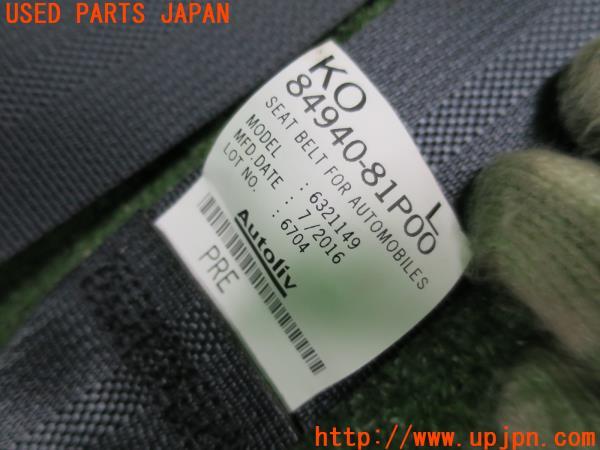 USED PARTS JAPAN
KO
84940-81P00
L
SEAT BELT FOR AUTOMOBILES
MODEL : 6321149
MFD.DATE : 7/2016
LOT NO. : 6704
Autoliv
PRE
http://www.upjpn.com